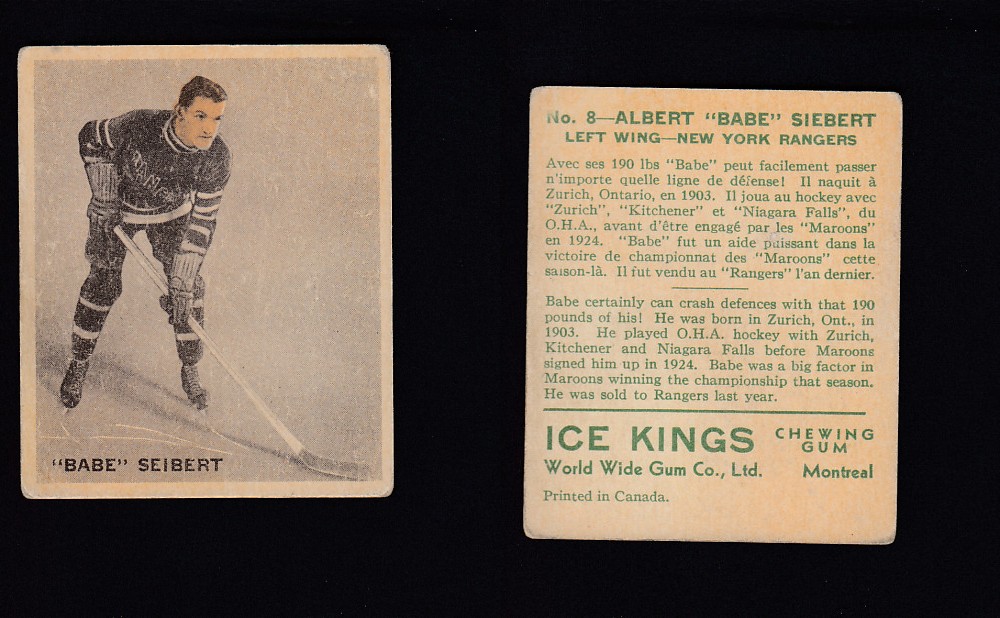 RANGE
"BABE" SEIBERT
No. 8—ALBERT "BABE" SIEBERT
LEFT WING—NEW YORK RANGERS
Avec ses 190 lbs "Babe" peut facilement passer
n'importe quelle ligne de défense! Il naquit à
Zurich, Ontario, en 1903. Il joua au hockey avec
"Zurich", "Kitchener" et "Niagara Falls", du
O.H.A., avant d'être engagé par les "Maroons"
en 1924. "Babe" fut un aide puissant dans la
victoire de championnat des "Maroons" cette
saison-là. Il fut vendu au "Rangers" l'an dernier.
Babe certainly can crash defences with that 190
pounds of his! He was born in Zurich, Ont., in
1903. He played O.H.A. hockey with Zurich,
Kitchener and Niagara Falls before Maroons
signed him up in 1924. Babe was a big factor in
Maroons winning the championship that season.
He was sold to Rangers last year.
ICE KINGS CHEWING GUM
World Wide Gum Co., Ltd. Montreal
Printed in Canada.